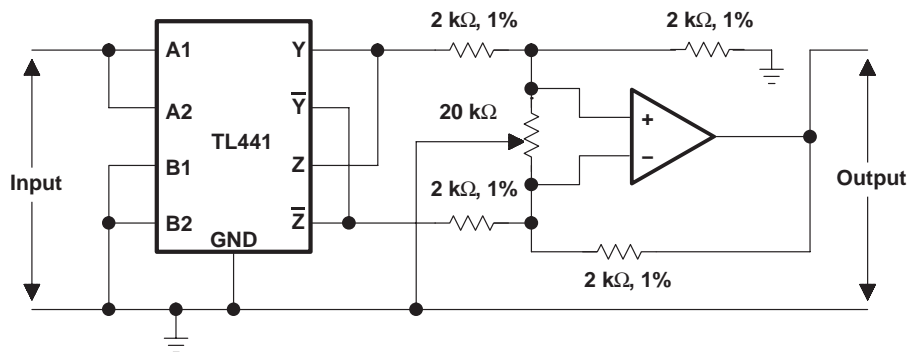 2 kΩ, 1%
2 kΩ, 1%
A1
Y
A2
Y̅
20 kΩ
+
TL441
−
B1
Z
Input
2 kΩ, 1%
Output
B2
Z̅
GND
2 kΩ, 1%